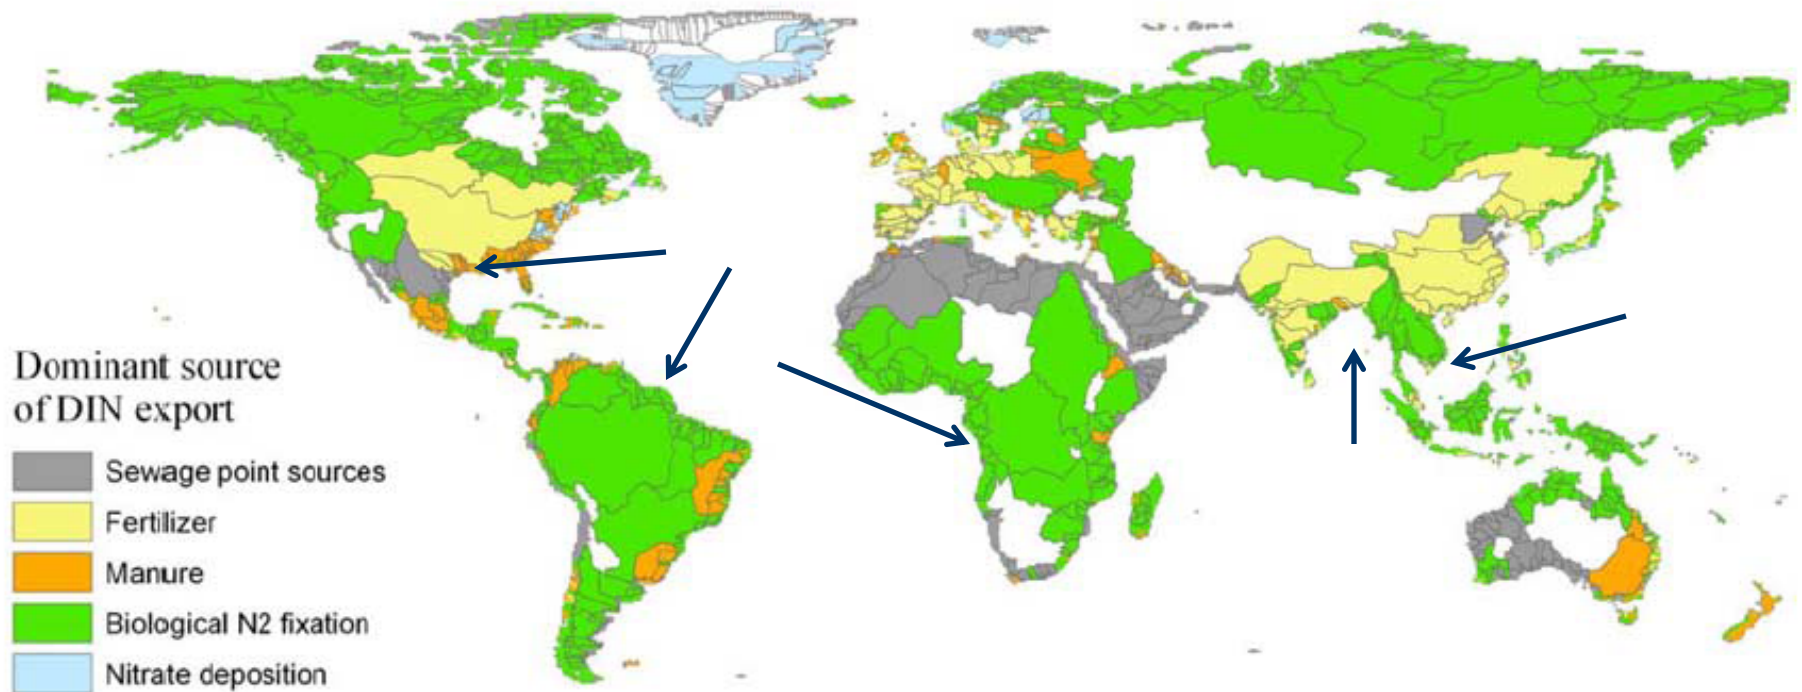 Dominant source
of DIN export
Sewage point sources
Fertilizer
Manure
Biological N2 fixation
Nitrate deposition